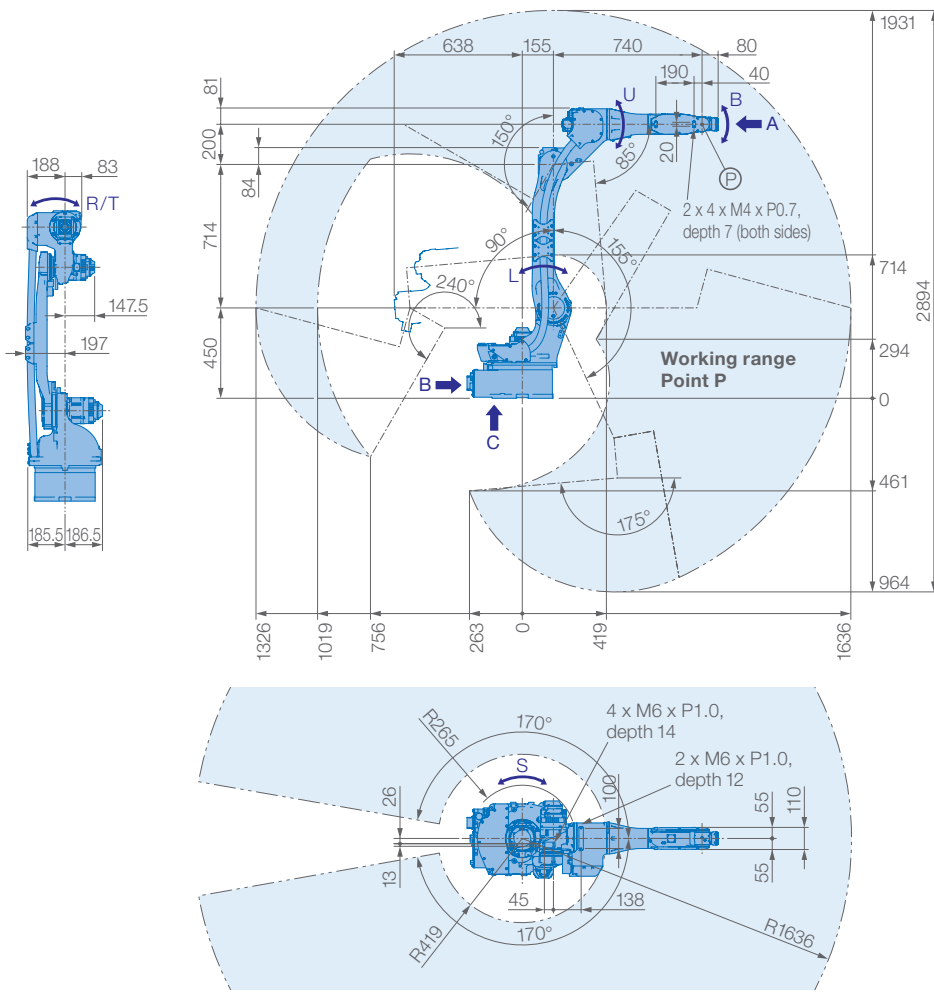 638
155
740
80
1931
190
40
81
U
B
A
150°
200
85°
20
P
188
83
R/T
84
2 x 4 x M4 x P0.7,
depth 7 (both sides)
714
90°
155°
714
L
240°
2894
147.5
197
450
294
Working range
Point P
B
0
C
461
175°
185.5
186.5
964
1326
1019
756
263
0
419
1636
4 x M6 x P1.0,
depth 14
R265
170°
2 x M6 x P1.0,
depth 12
S
26
100
55
110
13
55
45
138
R419
170°
R1636